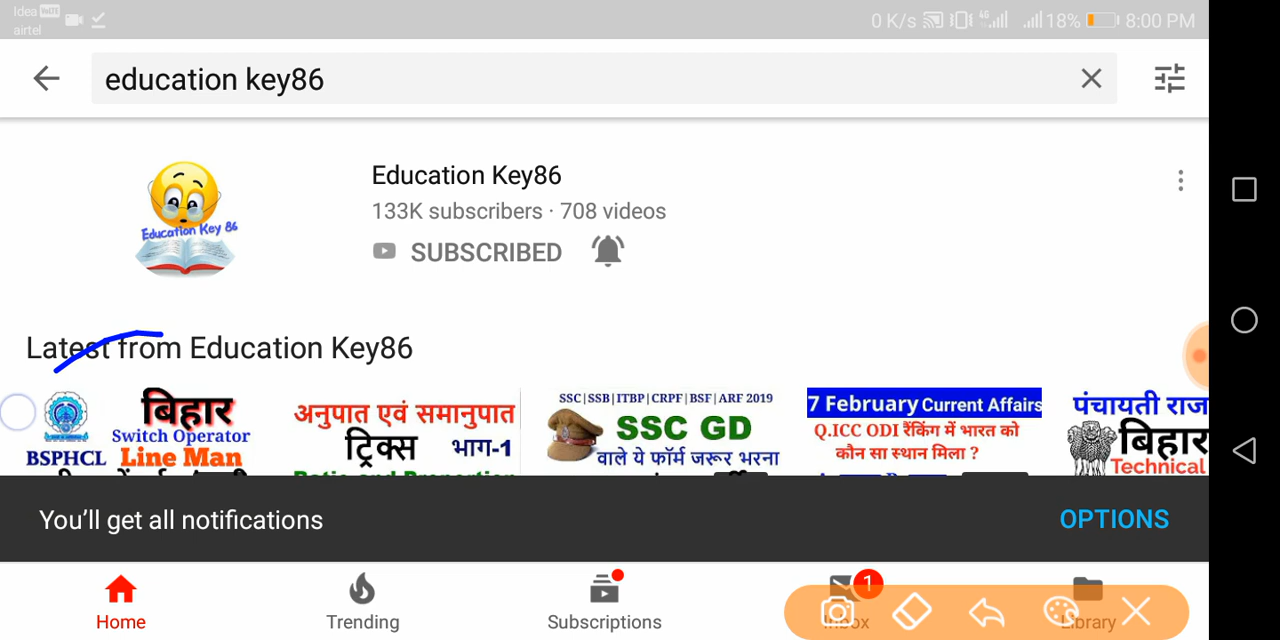 Idea VoLTE
airtel
0 K/s 4G 18% 8:00 PM
education key86
Education Key 86
Education Key86
133K subscribers · 708 videos
SUBSCRIBED
Latest from Education Key86
बिहार
Switch Operator
BSPHCL Line Man
अनुपात एवं समानुपात
ट्रिक्स भाग-1
SSC|SSB|ITBP|CRPF|BSF|ARF 2019
SSC GD
वाले ये फॉर्म जरूर भरना
7 February Current Affairs
Q.ICC ODI रैंकिंग में भारत को
कौन सा स्थान मिला ?
पंचायती राज
बिहार
Technical
You'll get all notifications
OPTIONS
1
Home
Trending
Subscriptions
Inbox
Library